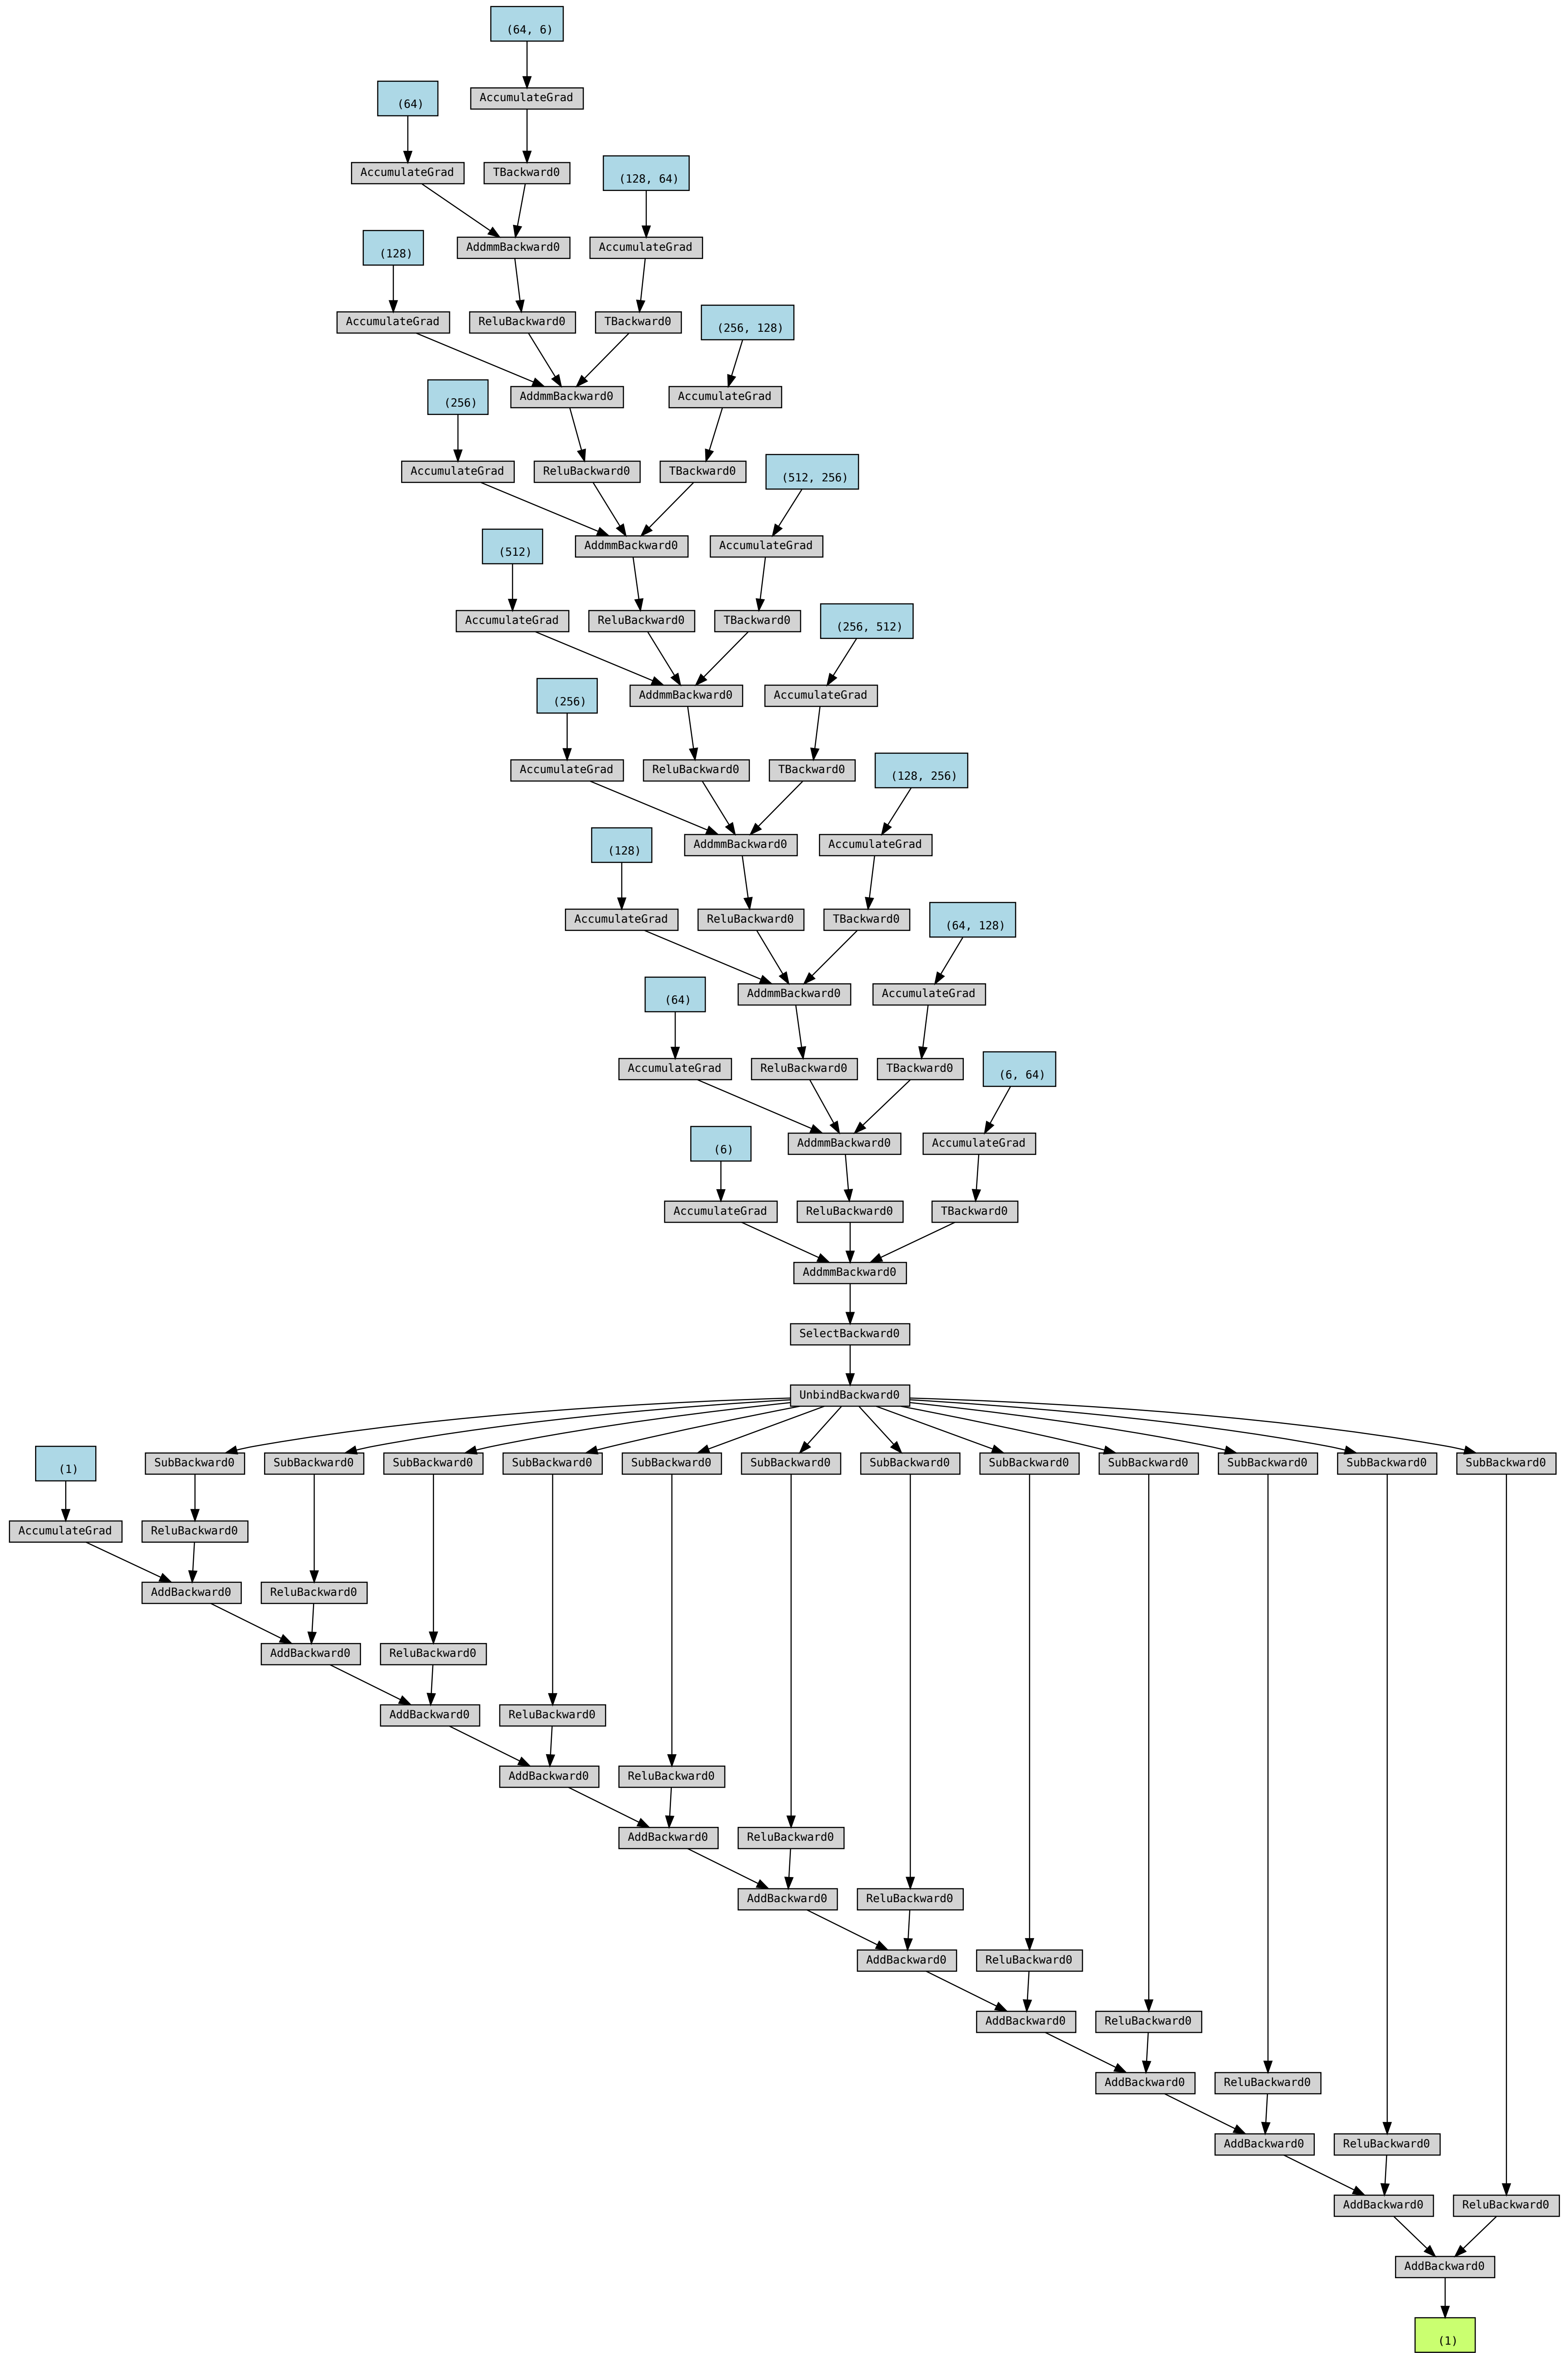 (64, 6)
(64)
AccumulateGrad
AccumulateGrad
TBackward0
(128, 64)
(128)
AddmmBackward0
AccumulateGrad
AccumulateGrad
ReluBackward0
TBackward0
(256, 128)
(256)
AddmmBackward0
AccumulateGrad
AccumulateGrad
ReluBackward0
TBackward0
(512, 256)
(512)
AddmmBackward0
AccumulateGrad
AccumulateGrad
ReluBackward0
TBackward0
(256, 512)
(256)
AddmmBackward0
AccumulateGrad
AccumulateGrad
ReluBackward0
TBackward0
(128, 256)
(128)
AddmmBackward0
AccumulateGrad
AccumulateGrad
ReluBackward0
TBackward0
(64, 128)
(64)
AddmmBackward0
AccumulateGrad
AccumulateGrad
ReluBackward0
TBackward0
(6, 64)
(6)
AddmmBackward0
AccumulateGrad
AccumulateGrad
ReluBackward0
TBackward0
AddmmBackward0
SelectBackward0
UnbindBackward0
(1)
SubBackward0
SubBackward0
SubBackward0
SubBackward0
SubBackward0
SubBackward0
SubBackward0
SubBackward0
SubBackward0
SubBackward0
SubBackward0
SubBackward0
AccumulateGrad
ReluBackward0
AddBackward0
ReluBackward0
AddBackward0
ReluBackward0
AddBackward0
ReluBackward0
AddBackward0
ReluBackward0
AddBackward0
ReluBackward0
AddBackward0
ReluBackward0
AddBackward0
ReluBackward0
AddBackward0
ReluBackward0
AddBackward0
ReluBackward0
AddBackward0
ReluBackward0
AddBackward0
ReluBackward0
AddBackward0
(1)